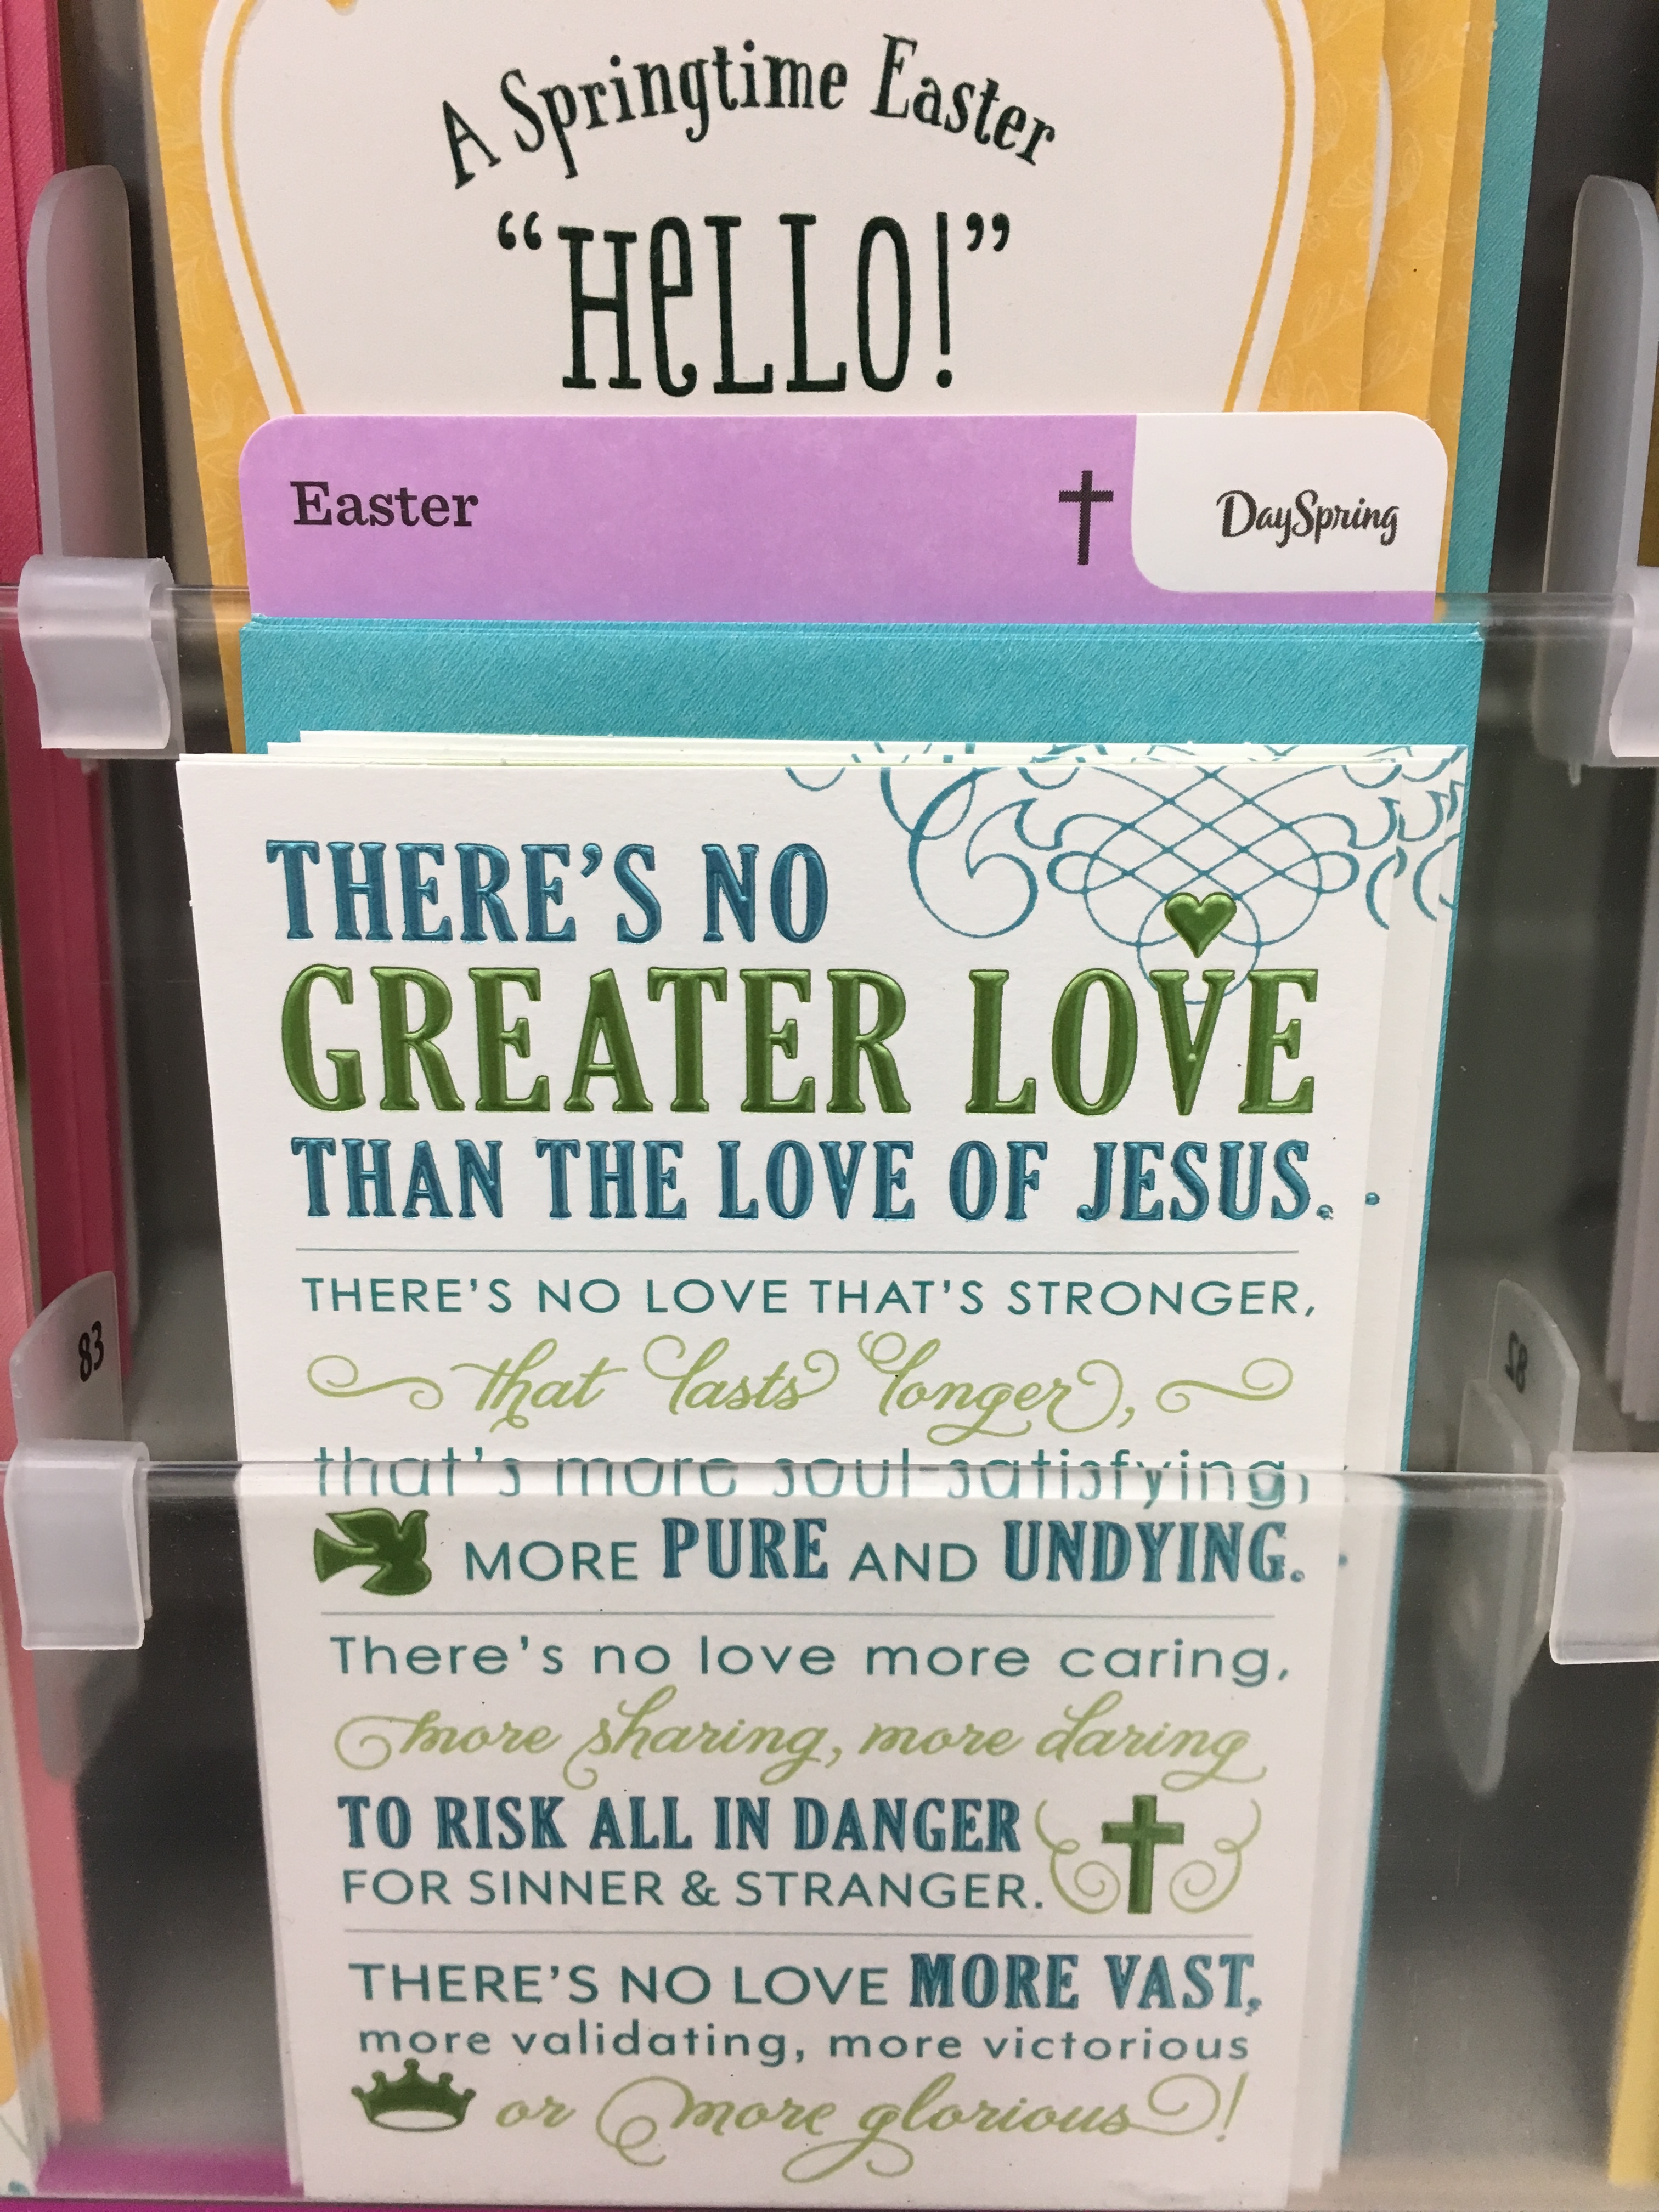 A Springtime Easter
“HeLLO!”
Easter
DaySpring
THERE’S NO
GREATER LOVE
THAN THE LOVE OF JESUS.
THERE’S NO LOVE THAT’S STRONGER,
that lasts longer,
that’s more soul-satisfying,
MORE PURE AND UNDYING.
There’s no love more caring,
more sharing, more daring
TO RISK ALL IN DANGER
FOR SINNER & STRANGER.
THERE’S NO LOVE MORE VAST,
more validating, more victorious
or more glorious!
83
82